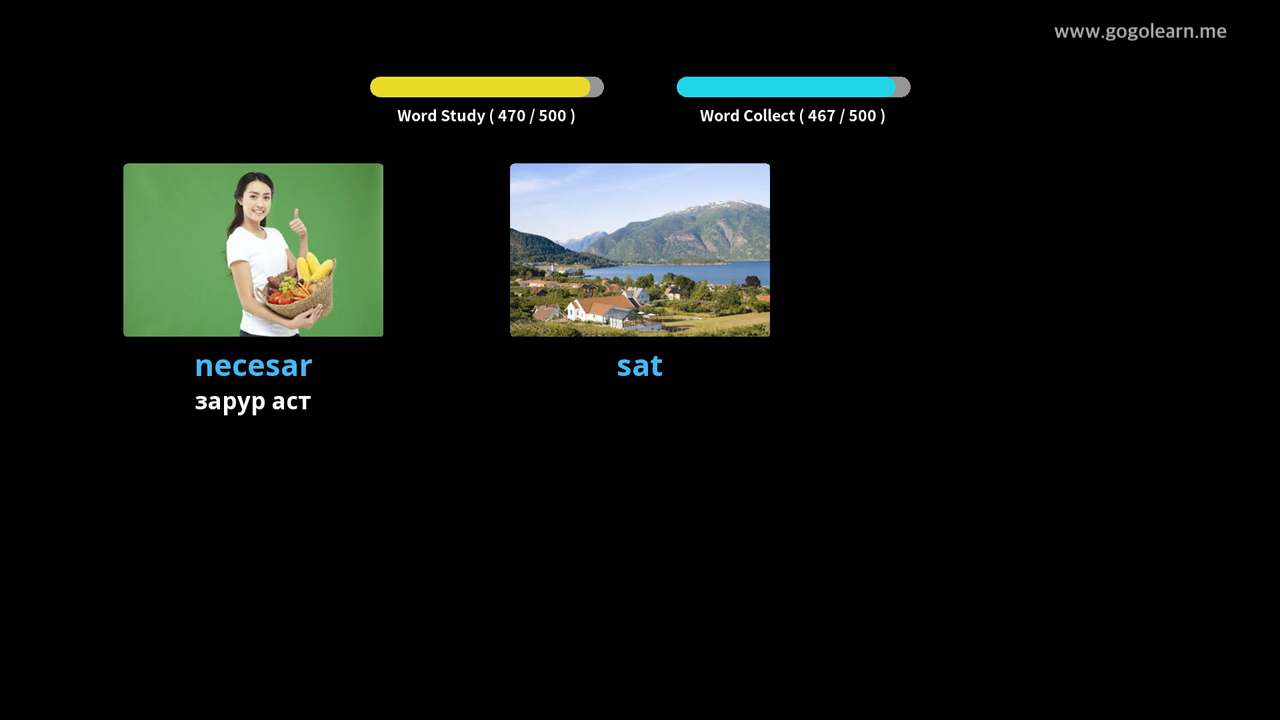 www.gogolearn.me
Word Study ( 470 / 500 )
Word Collect ( 467 / 500 )
necesar
зарур аст
sat